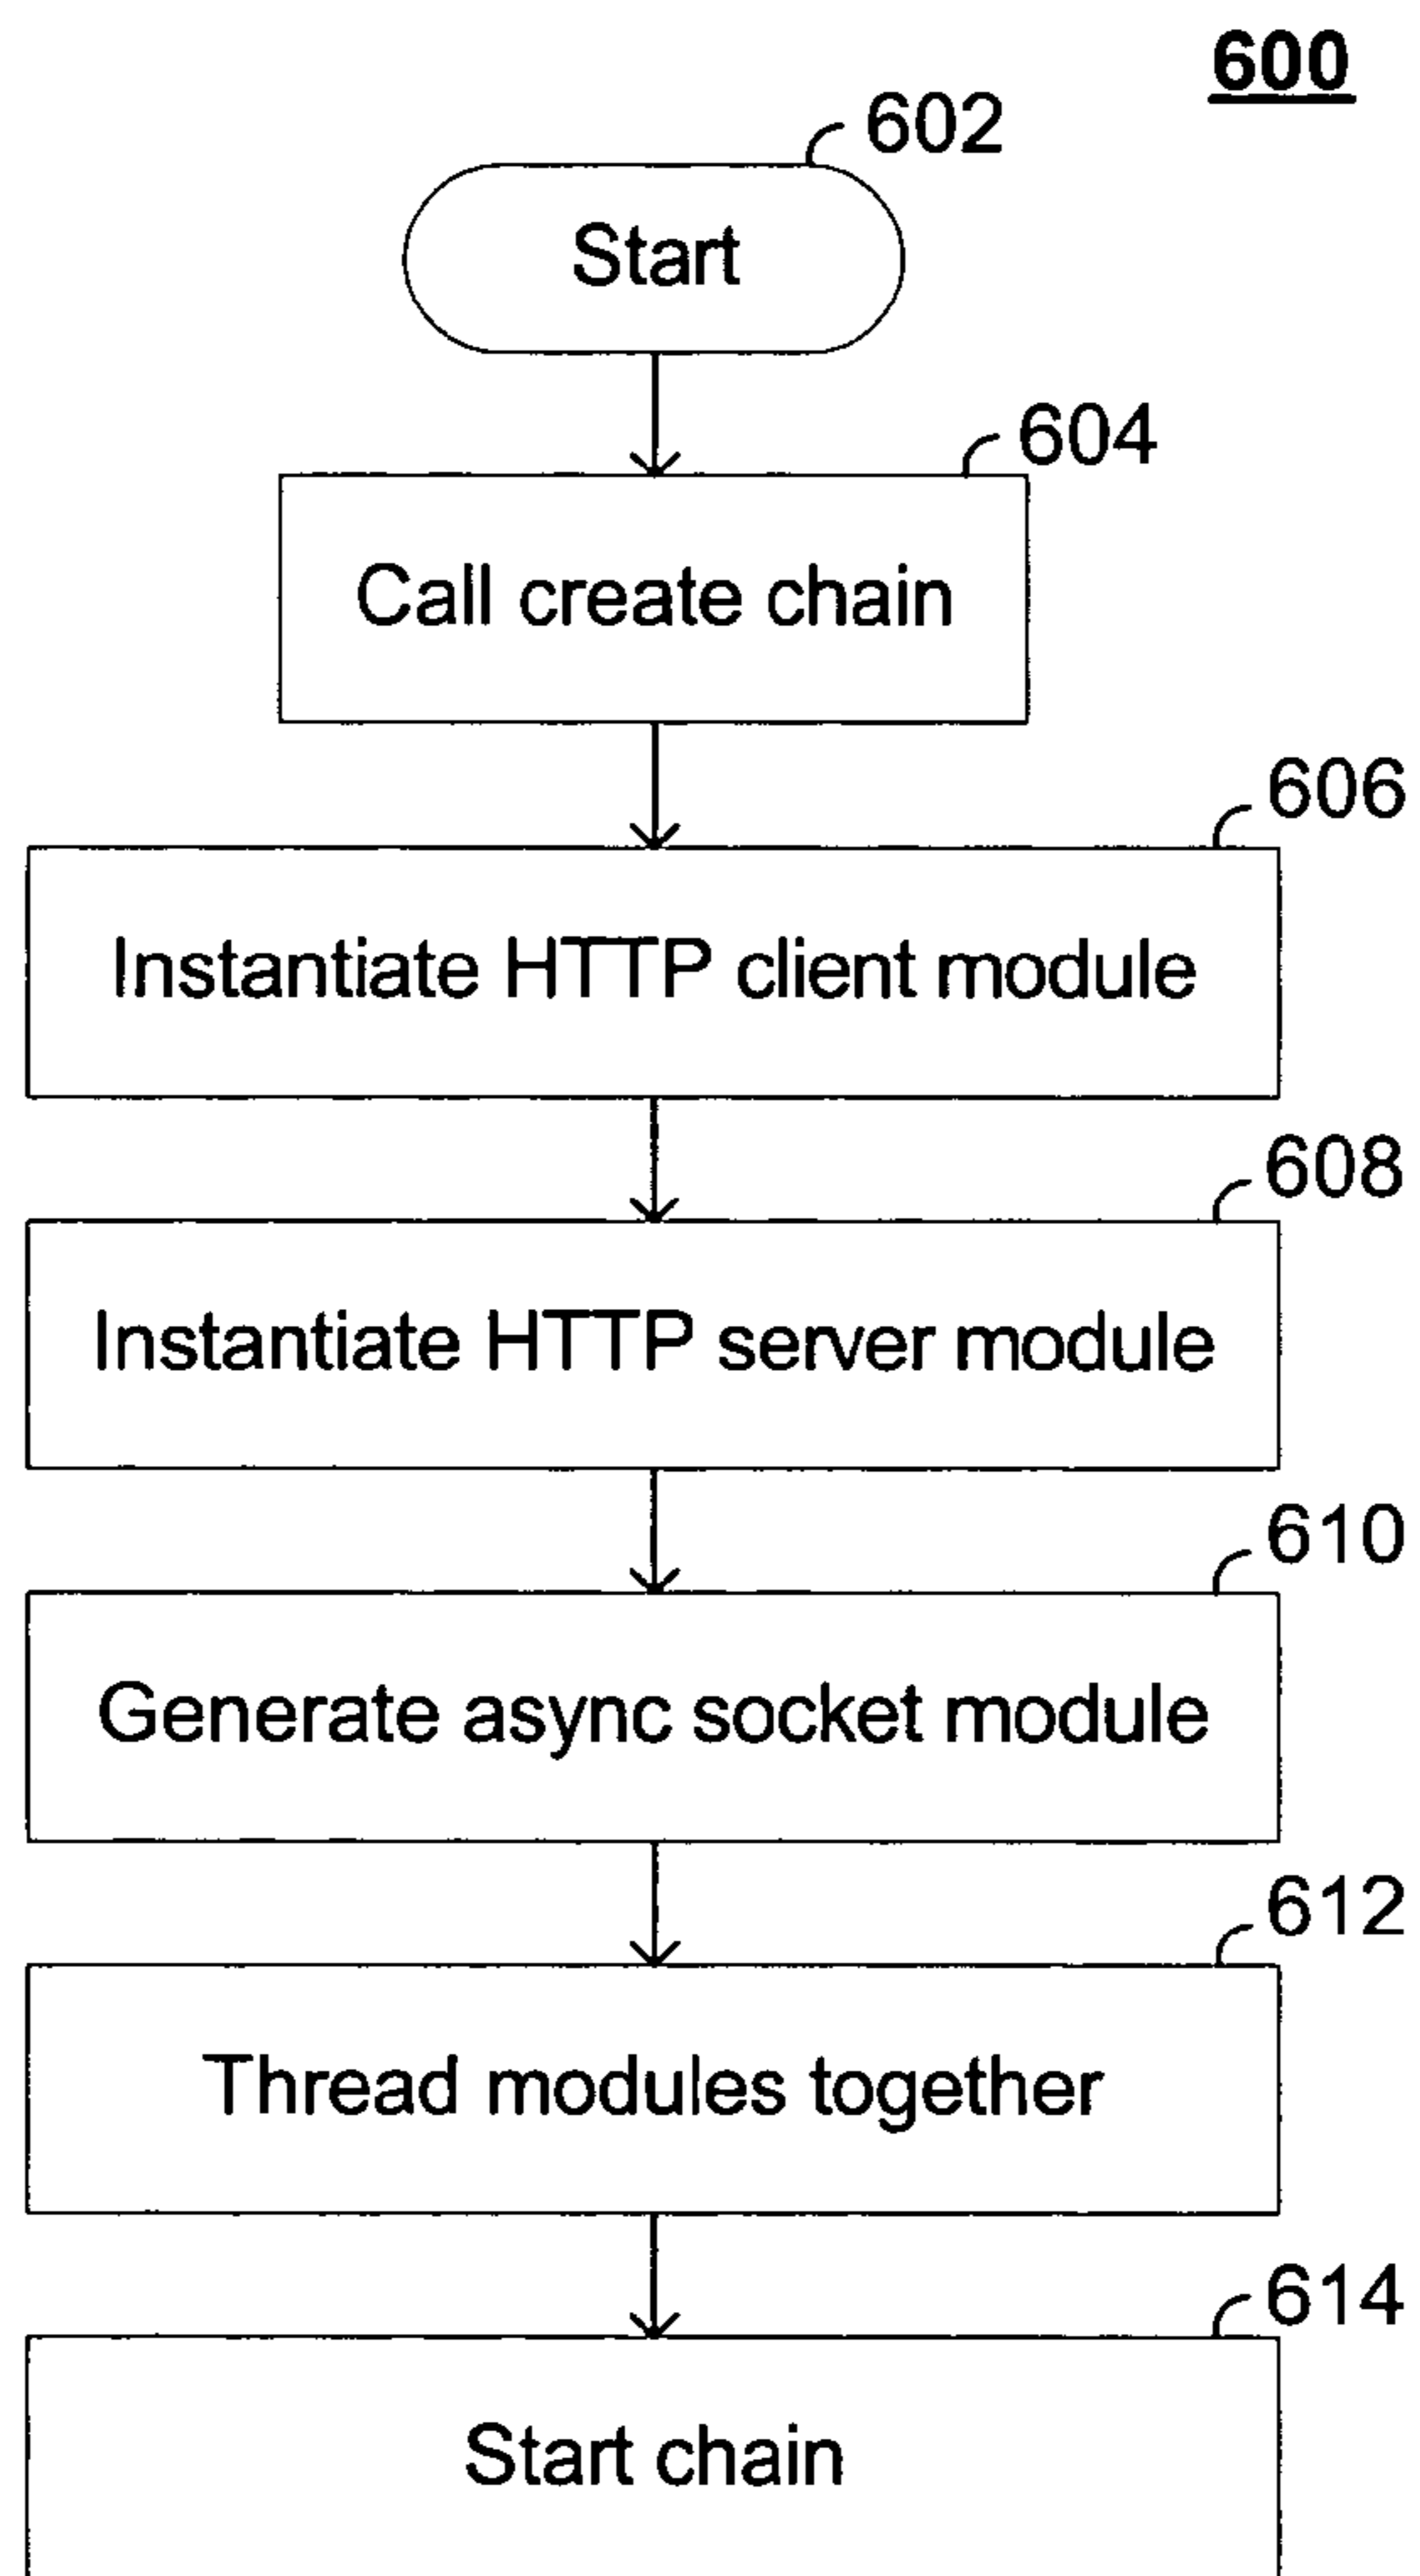 600
602
Start
604
Call create chain
606
Instantiate HTTP client module
608
Instantiate HTTP server module
610
Generate async socket module
612
Thread modules together
614
Start chain